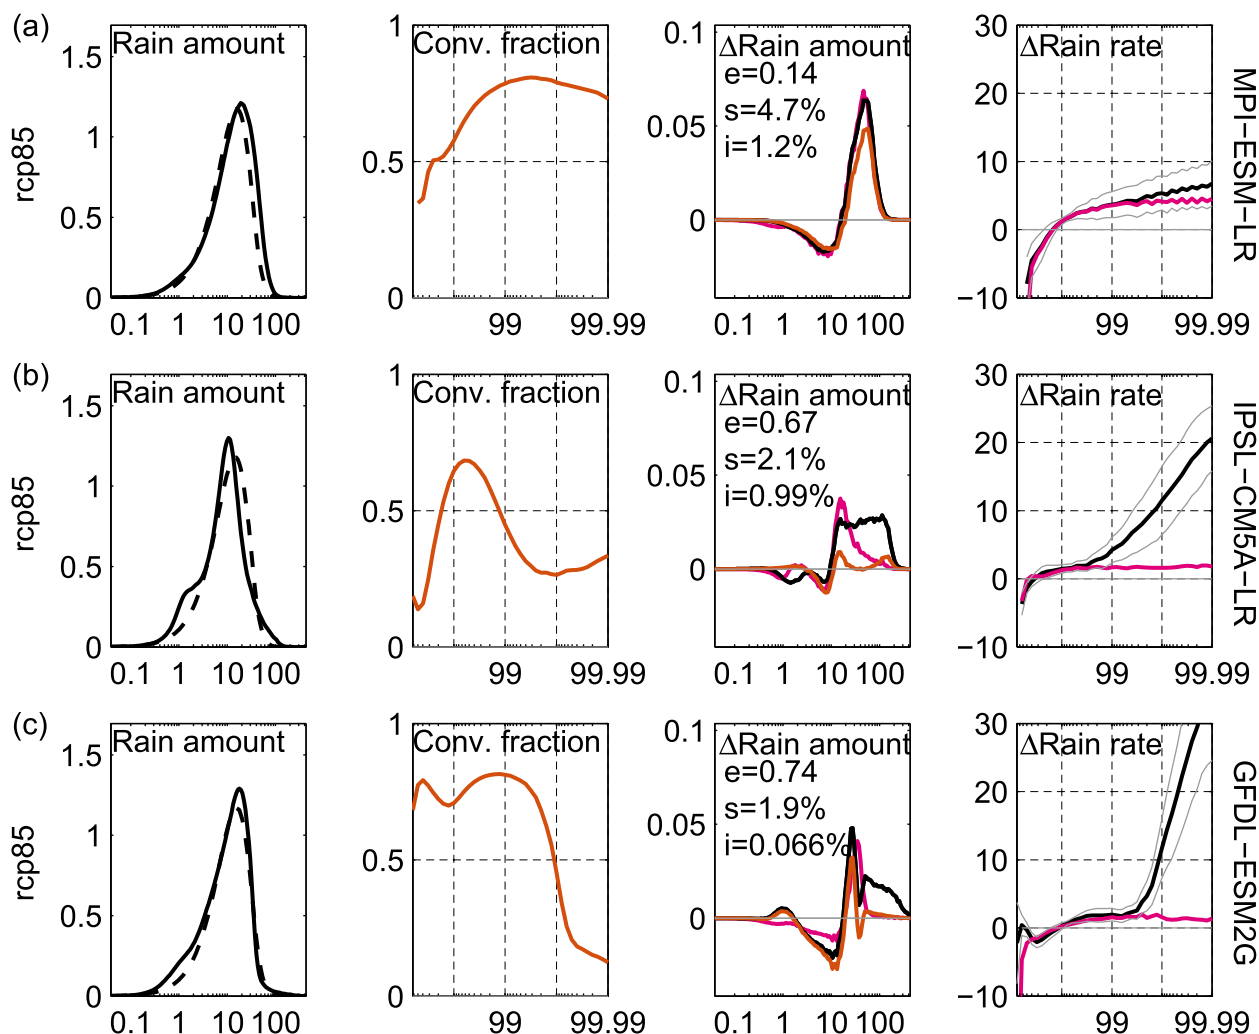 (a)
Rain amount
Conv. fraction
ΔRain amount
ΔRain rate
1.5
1
0.5
0
rcp85
0.1 1 10 100
1
0.5
0
99 99.99
0.1
0.05
0
e=0.14
s=4.7%
i=1.2%
0.1 1 10 100
30
20
10
0
−10
99 99.99
MPI−ESM−LR
(b)
Rain amount
Conv. fraction
ΔRain amount
ΔRain rate
1.5
1
0.5
0
rcp85
0.1 1 10 100
1
0.5
0
99 99.99
0.1
0.05
0
e=0.67
s=2.1%
i=0.99%
0.1 1 10 100
30
20
10
0
−10
99 99.99
IPSL−CM5A−LR
(c)
Rain amount
Conv. fraction
ΔRain amount
ΔRain rate
1.5
1
0.5
0
rcp85
0.1 1 10 100
1
0.5
0
99 99.99
0.1
0.05
0
e=0.74
s=1.9%
i=0.066%
0.1 1 10 100
30
20
10
0
−10
99 99.99
GFDL−ESM2G